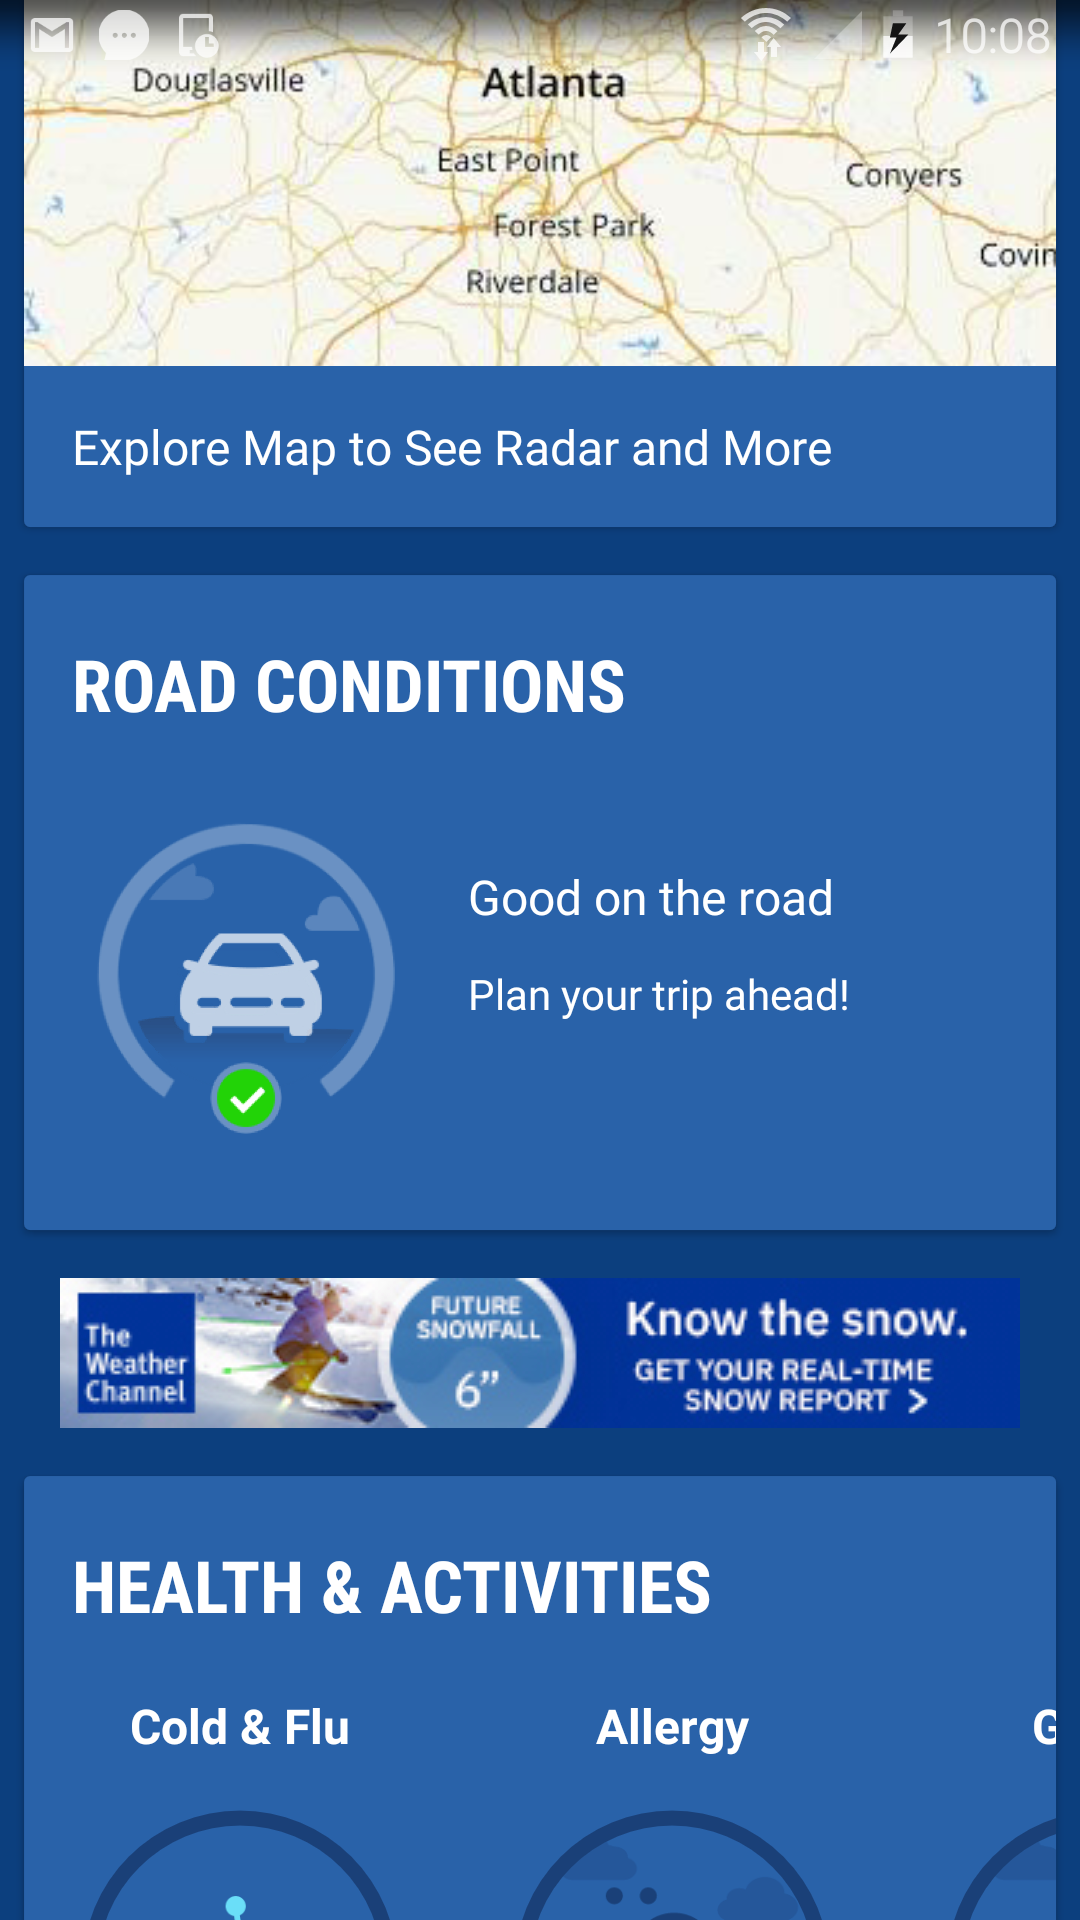 10:08
Douglasville
Atlanta
East Point
Conyers
Forest Park
Covin
Riverdale
Explore Map to See Radar and More
ROAD CONDITIONS
Good on the road
Plan your trip ahead!
The
Weather
Channel
FUTURE
SNOWFALL
6”
Know the snow.
GET YOUR REAL-TIME
SNOW REPORT >
HEALTH & ACTIVITIES
Cold & Flu
Allergy
G